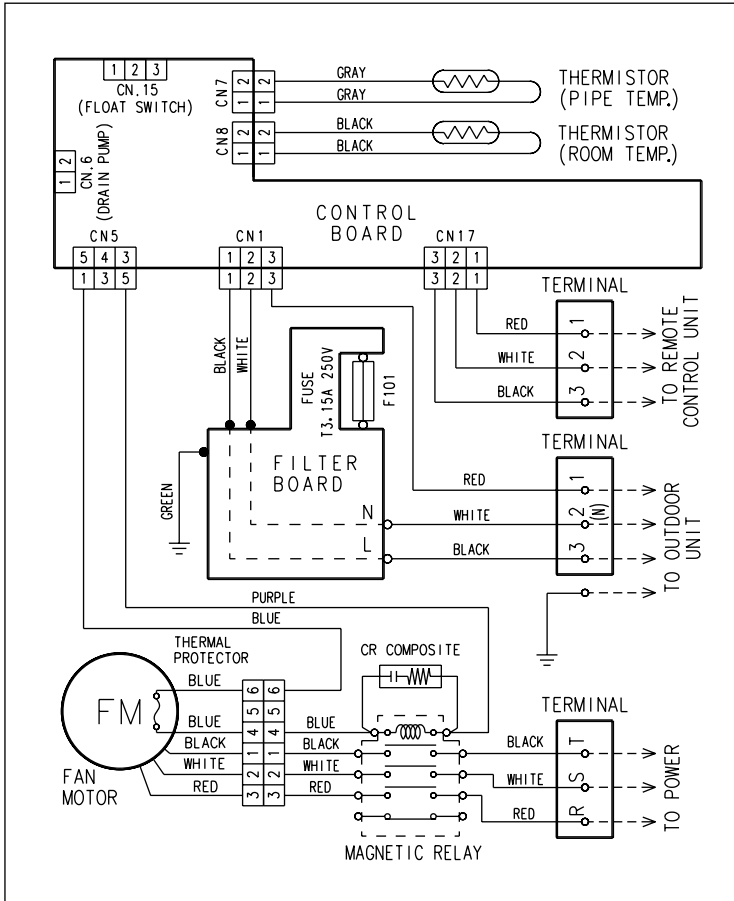 1 2 3
CN.15
(FLOAT SWITCH)
CN7
2 2
1 1
GRAY
GRAY
THERMISTOR
(PIPE TEMP.)
CN8
2 2
1 1
BLACK
BLACK
THERMISTOR
(ROOM TEMP.)
1 2
CN.6
(DRAIN PUMP)
CONTROL
BOARD
CN5
5 4 3
1 3 5
CN1
1 2 3
1 2 3
CN17
3 2 1
3 2 1
TERMINAL
RED
1
WHITE
2
BLACK
3
TO REMOTE
CONTROL UNIT
BLACK
WHITE
FUSE
T3.15A 250V
F101
FILTER
BOARD
N
L
GREEN
TERMINAL
RED
1
WHITE
2
(N)
BLACK
3
TO OUTDOOR
UNIT
PURPLE
BLUE
THERMAL
PROTECTOR
CR COMPOSITE
FM
FAN
MOTOR
BLUE
6 6
5 5
BLUE
4 4
BLUE
BLACK
1 1
BLACK
WHITE
2 2
WHITE
RED
3 3
RED
MAGNETIC RELAY
TERMINAL
BLACK
T
WHITE
S
RED
R
TO POWER